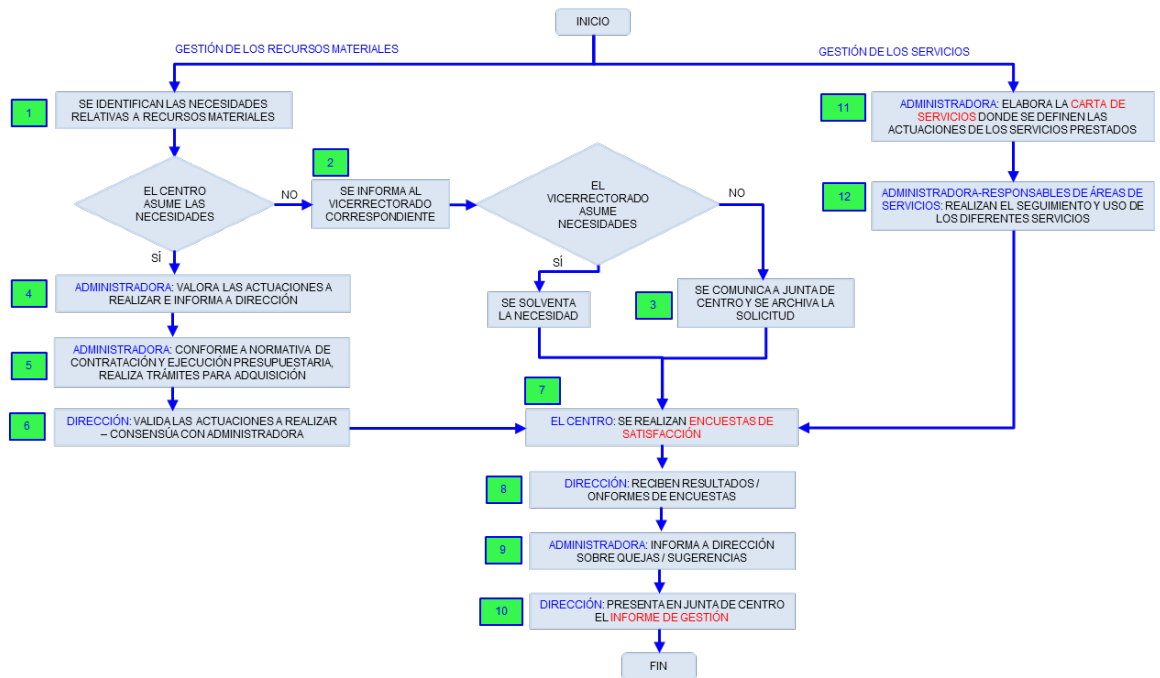 INICIO
GESTIÓN DE LOS RECURSOS MATERIALES
GESTIÓN DE LOS SERVICIOS
1
SE IDENTIFICAN LAS NECESIDADES
RELATIVAS A RECURSOS MATERIALES
11
ADMINISTRADORA: ELABORA LA CARTA DE
SERVICIOS DONDE SE DEFINEN LAS
ACTUACIONES DE LOS SERVICIOS PRESTADOS
2
EL CENTRO
ASUME LAS
NECESIDADES
NO
SE INFORMA AL
VICERRECTORADO
CORRESPONDIENTE
EL
VICERRECTORADO
ASUME
NECESIDADES
NO
12
ADMINISTRADORA-RESPONSABLES DE ÁREAS DE
SERVICIOS: REALIZAN EL SEGUIMIENTO Y USO DE
LOS DIFERENTES SERVICIOS
SÍ
SÍ
4
ADMINISTRADORA: VALORA LAS ACTUACIONES A
REALIZAR E INFORMA A DIRECCIÓN
SE SOLVENTA
LA NECESIDAD
3
SE COMUNICA A JUNTA DE
CENTRO Y SE ARCHIVA LA
SOLICITUD
5
ADMINISTRADORA: CONFORME A NORMATIVA DE
CONTRATACIÓN Y EJECUCIÓN PRESUPUESTARIA,
REALIZA TRÁMITES PARA ADQUISICIÓN
6
DIRECCIÓN: VALIDA LAS ACTUACIONES A REALIZAR
– CONSENSÚA CON ADMINISTRADORA
7
EL CENTRO: SE REALIZAN ENCUESTAS DE
SATISFACCIÓN
8
DIRECCIÓN: RECIBEN RESULTADOS /
ONFORMES DE ENCUESTAS
9
ADMINISTRADORA: INFORMA A DIRECCIÓN
SOBRE QUEJAS / SUGERENCIAS
10
DIRECCIÓN: PRESENTA EN JUNTA DE CENTRO
EL INFORME DE GESTIÓN
FIN